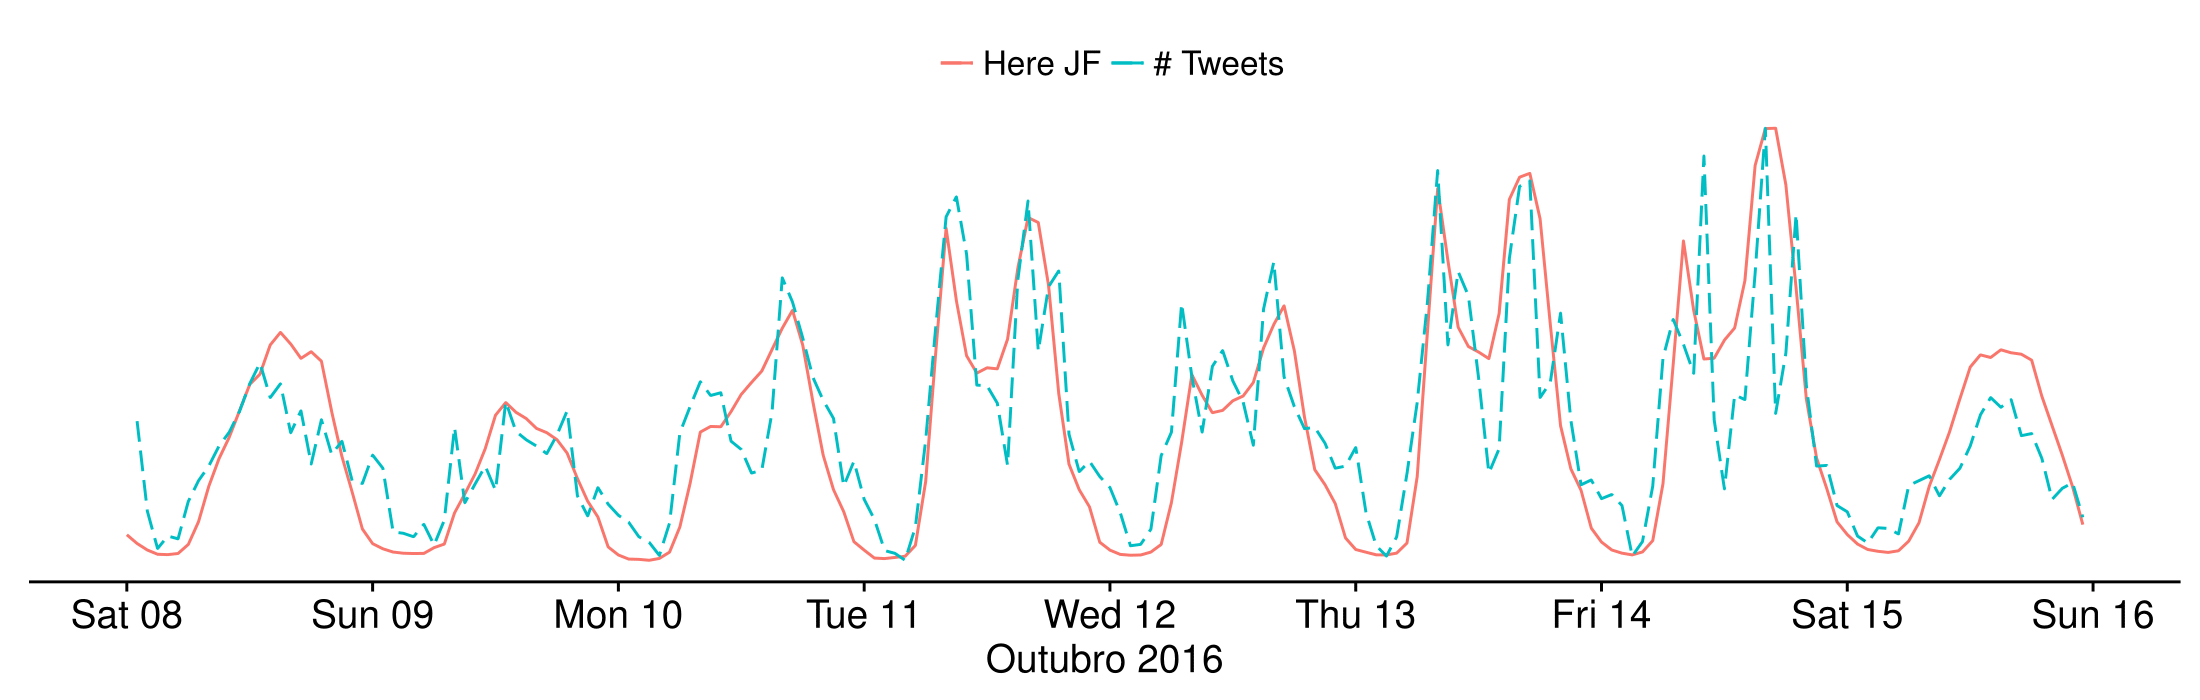 Here JF # Tweets
Sat 08 Sun 09 Mon 10 Tue 11 Wed 12 Thu 13 Fri 14 Sat 15 Sun 16
Outubro 2016